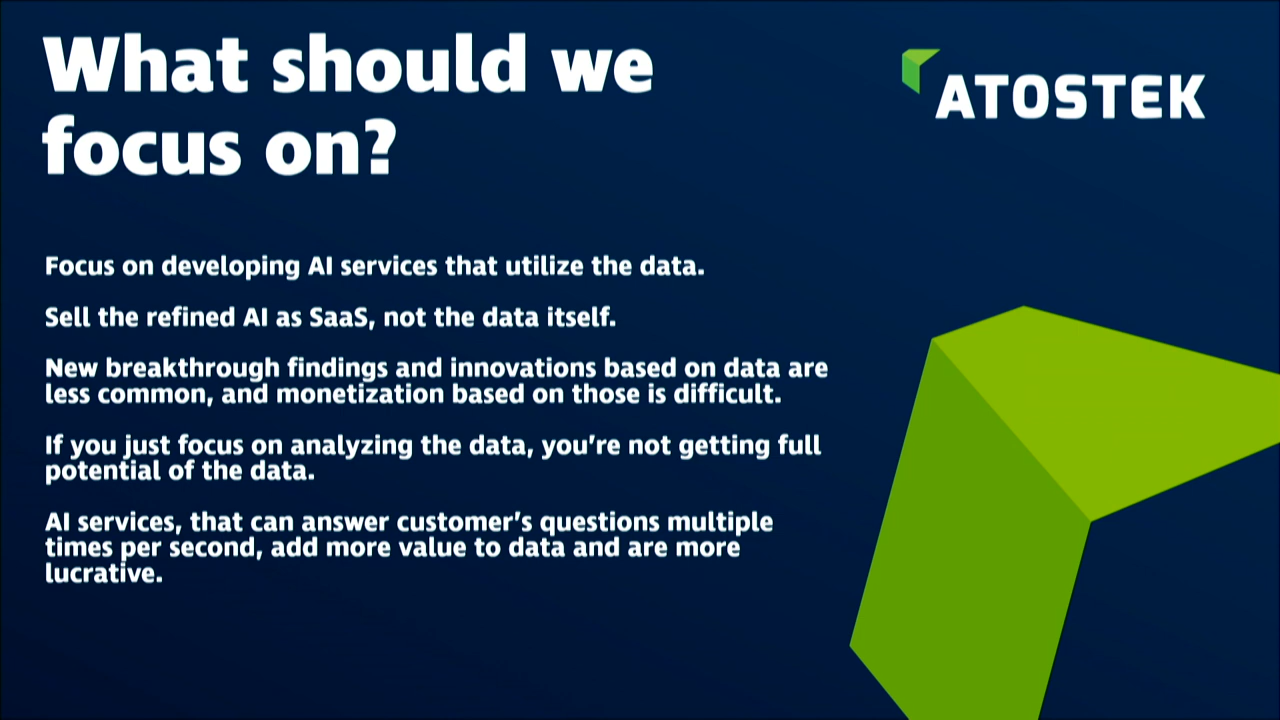 What should we
focus on?
ATOSTEK
Focus on developing AI services that utilize the data.
Sell the refined AI as SaaS, not the data itself.
New breakthrough findings and innovations based on data are
less common, and monetization based on those is difficult.
If you just focus on analyzing the data, you’re not getting full
potential of the data.
AI services, that can answer customer’s questions multiple
times per second, add more value to data and are more
lucrative.